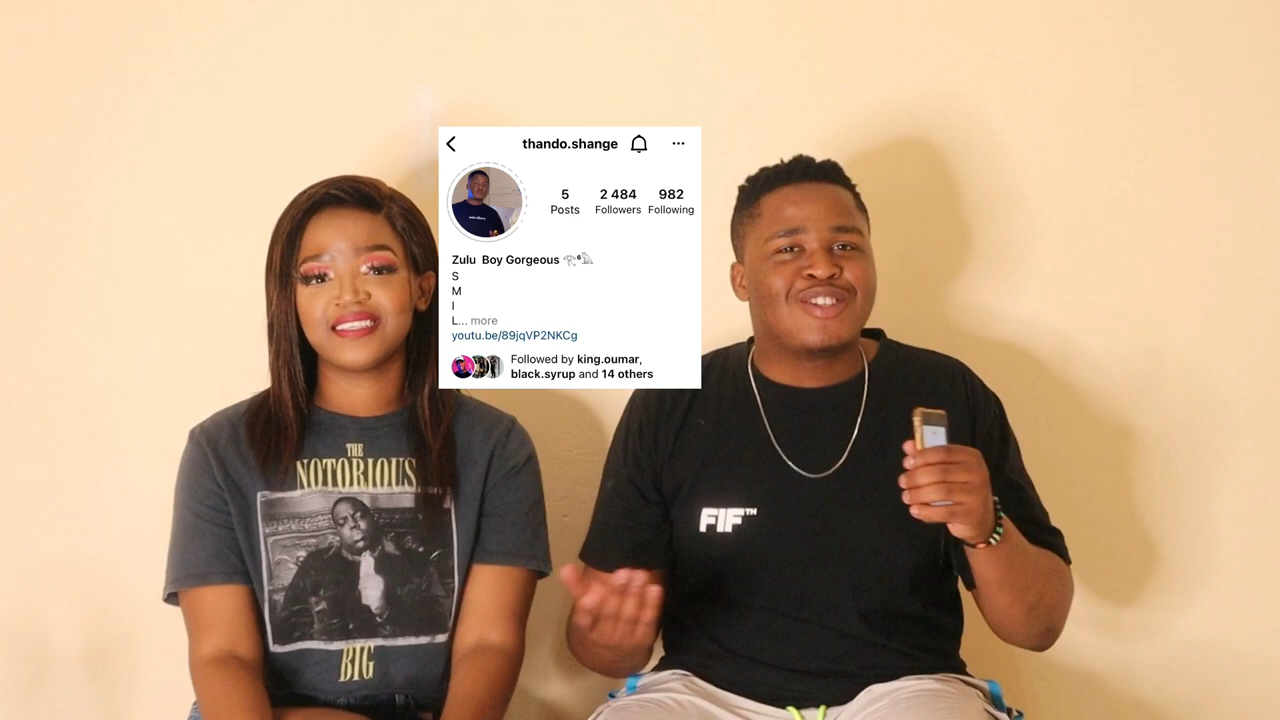 thando.shange
5
2 484
982
Posts
Followers
Following
Zulu Boy Gorgeous 𓂀⁶𓅓
S
M
I
L... more
youtu.be/89jqVP2NKCg
Followed by king.oumar,
black.syrup and 14 others
THE
NOTORIOUS
BIG
FIF™